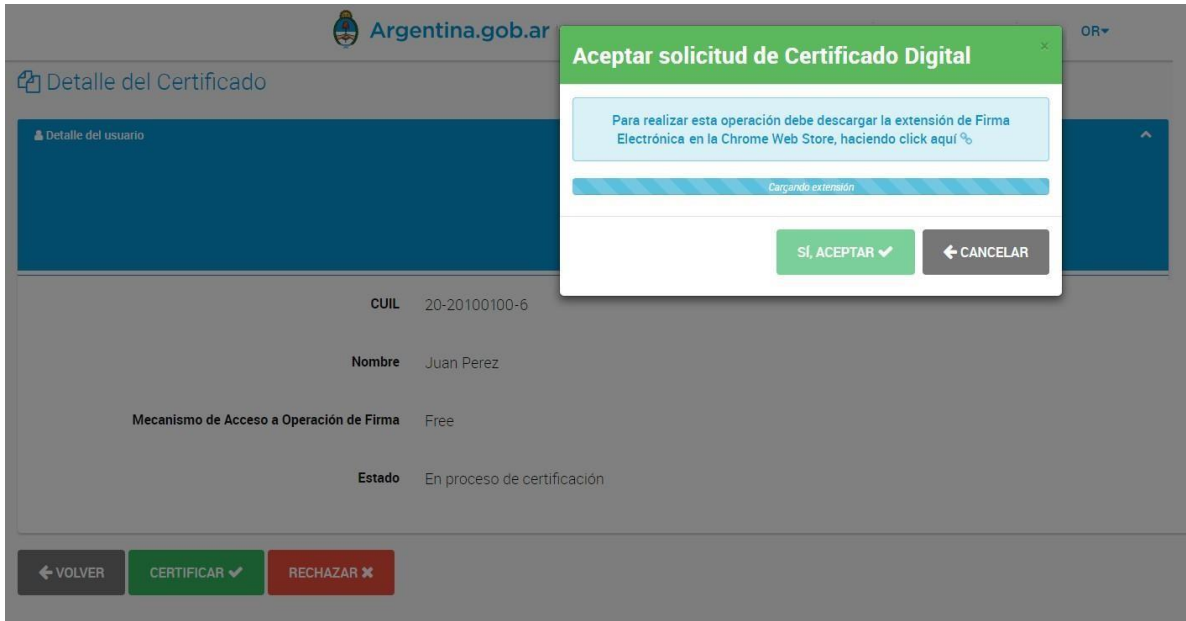 Argentina.gob.ar
OR
Detalle del Certificado
Detalle del usuario
Aceptar solicitud de Certificado Digital
×
Para realizar esta operación debe descargar la extensión de Firma
Electrónica en la Chrome Web Store, haciendo click aquí
Cargando extensión
SÍ, ACEPTAR
CANCELAR
CUIL 20-20100100-6
Nombre Juan Perez
Mecanismo de Acceso a Operación de Firma Free
Estado En proceso de certificación
VOLVER
CERTIFICAR
RECHAZAR